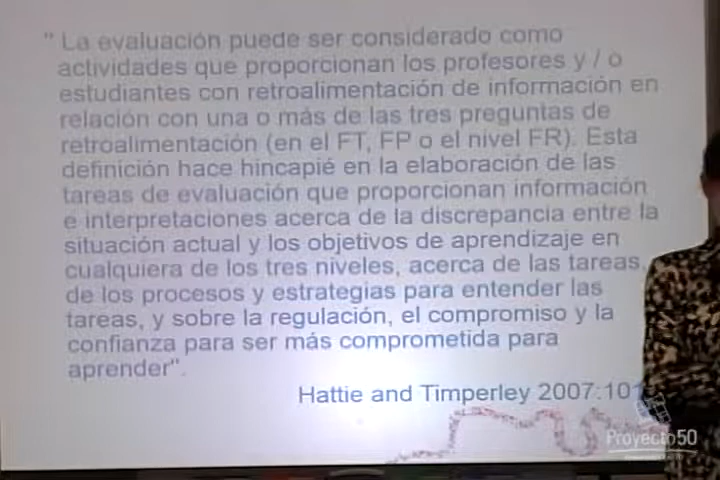 " La evaluación puede ser considerado como
actividades que proporcionan los profesores y / o
estudiantes con retroalimentación de información en
relación con una o más de las tres preguntas de
retroalimentación (en el FT, FP o el nivel FR). Esta
definición hace hincapié en la elaboración de las
tareas de evaluación que proporcionan información
e interpretaciones acerca de la discrepancia entre la
situación actual y los objetivos de aprendizaje en
cualquiera de los tres niveles, acerca de las tareas,
de los procesos y estrategias para entender las
tareas, y sobre la regulación, el compromiso y la
confianza para ser más comprometida para
aprender".
Hattie and Timperley 2007:101
Proyecto50